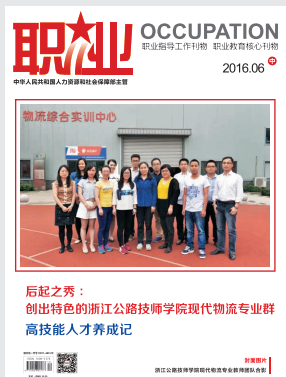 职业
OCCUPATION
职业指导工作刊物 职业教育核心刊物
中华人民共和国人力资源和社会保障部主管
2016.06 中
物流综合实训中心
后起之秀：
创出特色的浙江公路技师学院现代物流专业群
高技能人才养成记
封面图片
浙江公路技师学院现代物流专业教师团队合影